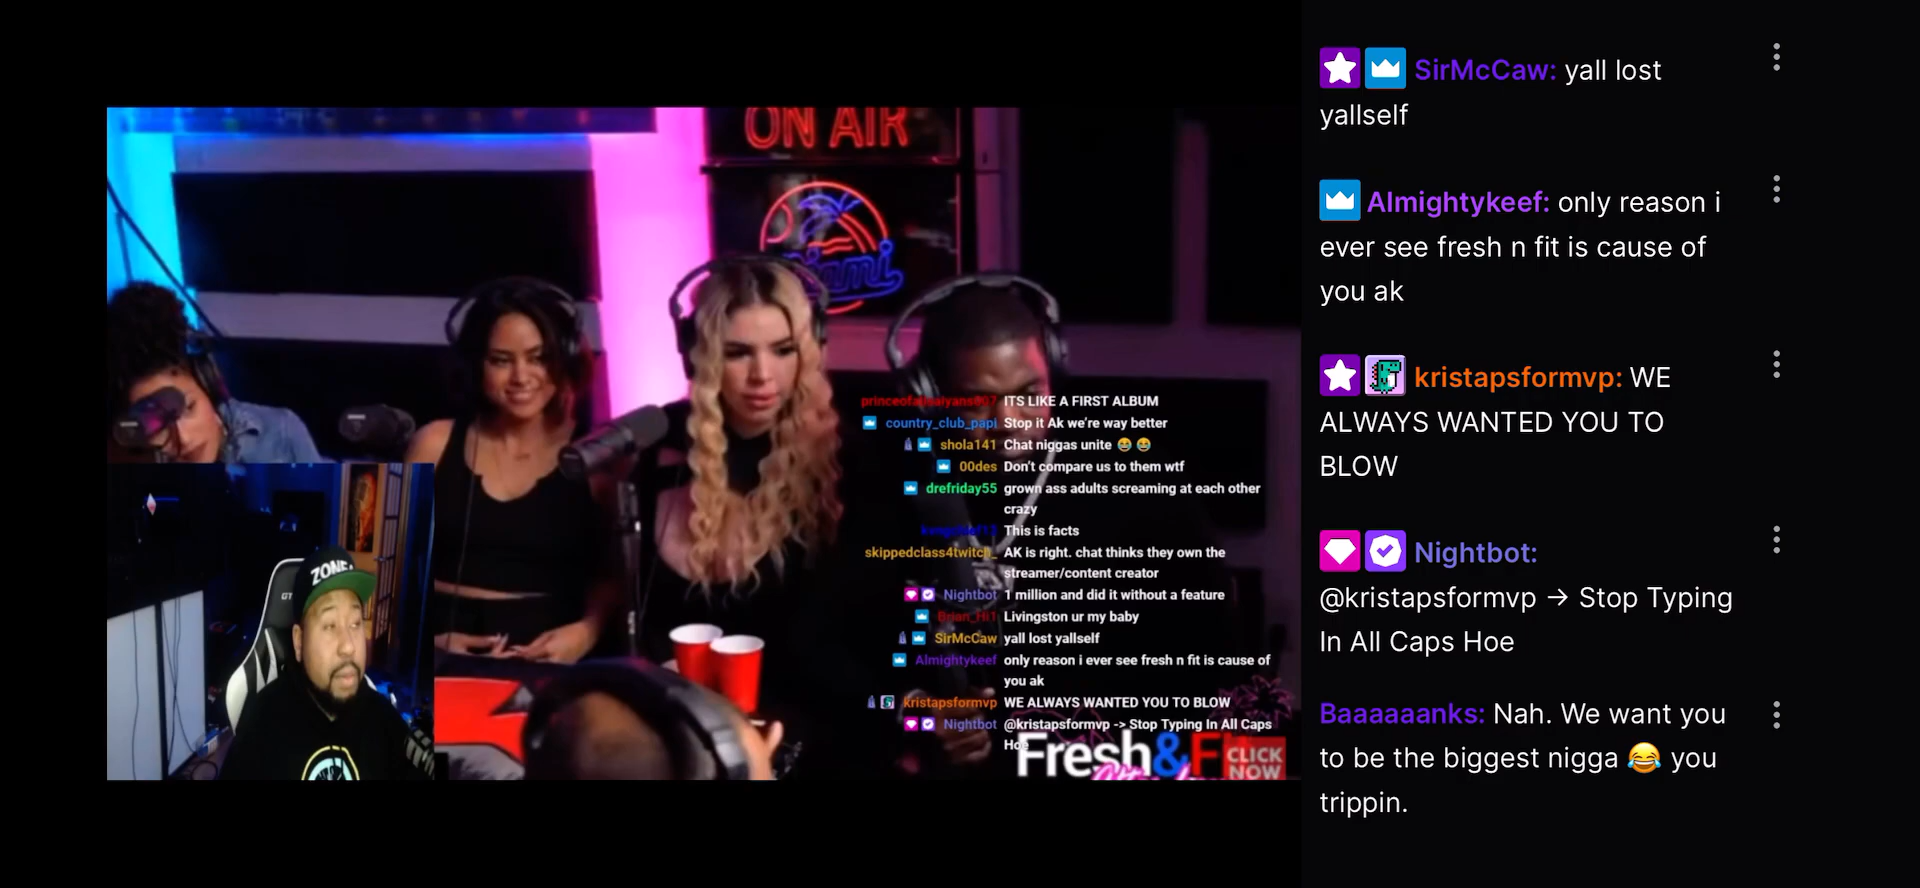 ON AIR
Miami
ITS LIKE A FIRST ALBUM
country_club_papi Stop it Ak we're way better
shola141 Chat niggas unite 😂 😂
00des Don't compare us to them wtf
drefriday55 grown ass adults screaming at each other
crazy
This is facts
skippedclass4twitch_ AK is right. chat thinks they own the
streamer/content creator
Nightbot 1 million and did it without a feature
Brian_Hi1 Livingston ur my baby
SirMcCaw yall lost yallself
Almightykeef only reason i ever see fresh n fit is cause of
you ak
kristapsformvp WE ALWAYS WANTED YOU TO BLOW
Nightbot @kristapsformvp -> Stop Typing In All Caps
Hoe
Fresh&F
CLICK
NOW
ZONE
GT
SirMcCaw: yall lost
yallself
Almightykeef: only reason i
ever see fresh n fit is cause of
you ak
kristapsformvp: WE
ALWAYS WANTED YOU TO
BLOW
Nightbot:
@kristapsformvp → Stop Typing
In All Caps Hoe
Baaaaaanks: Nah. We want you
to be the biggest nigga 😂 you
trippin.